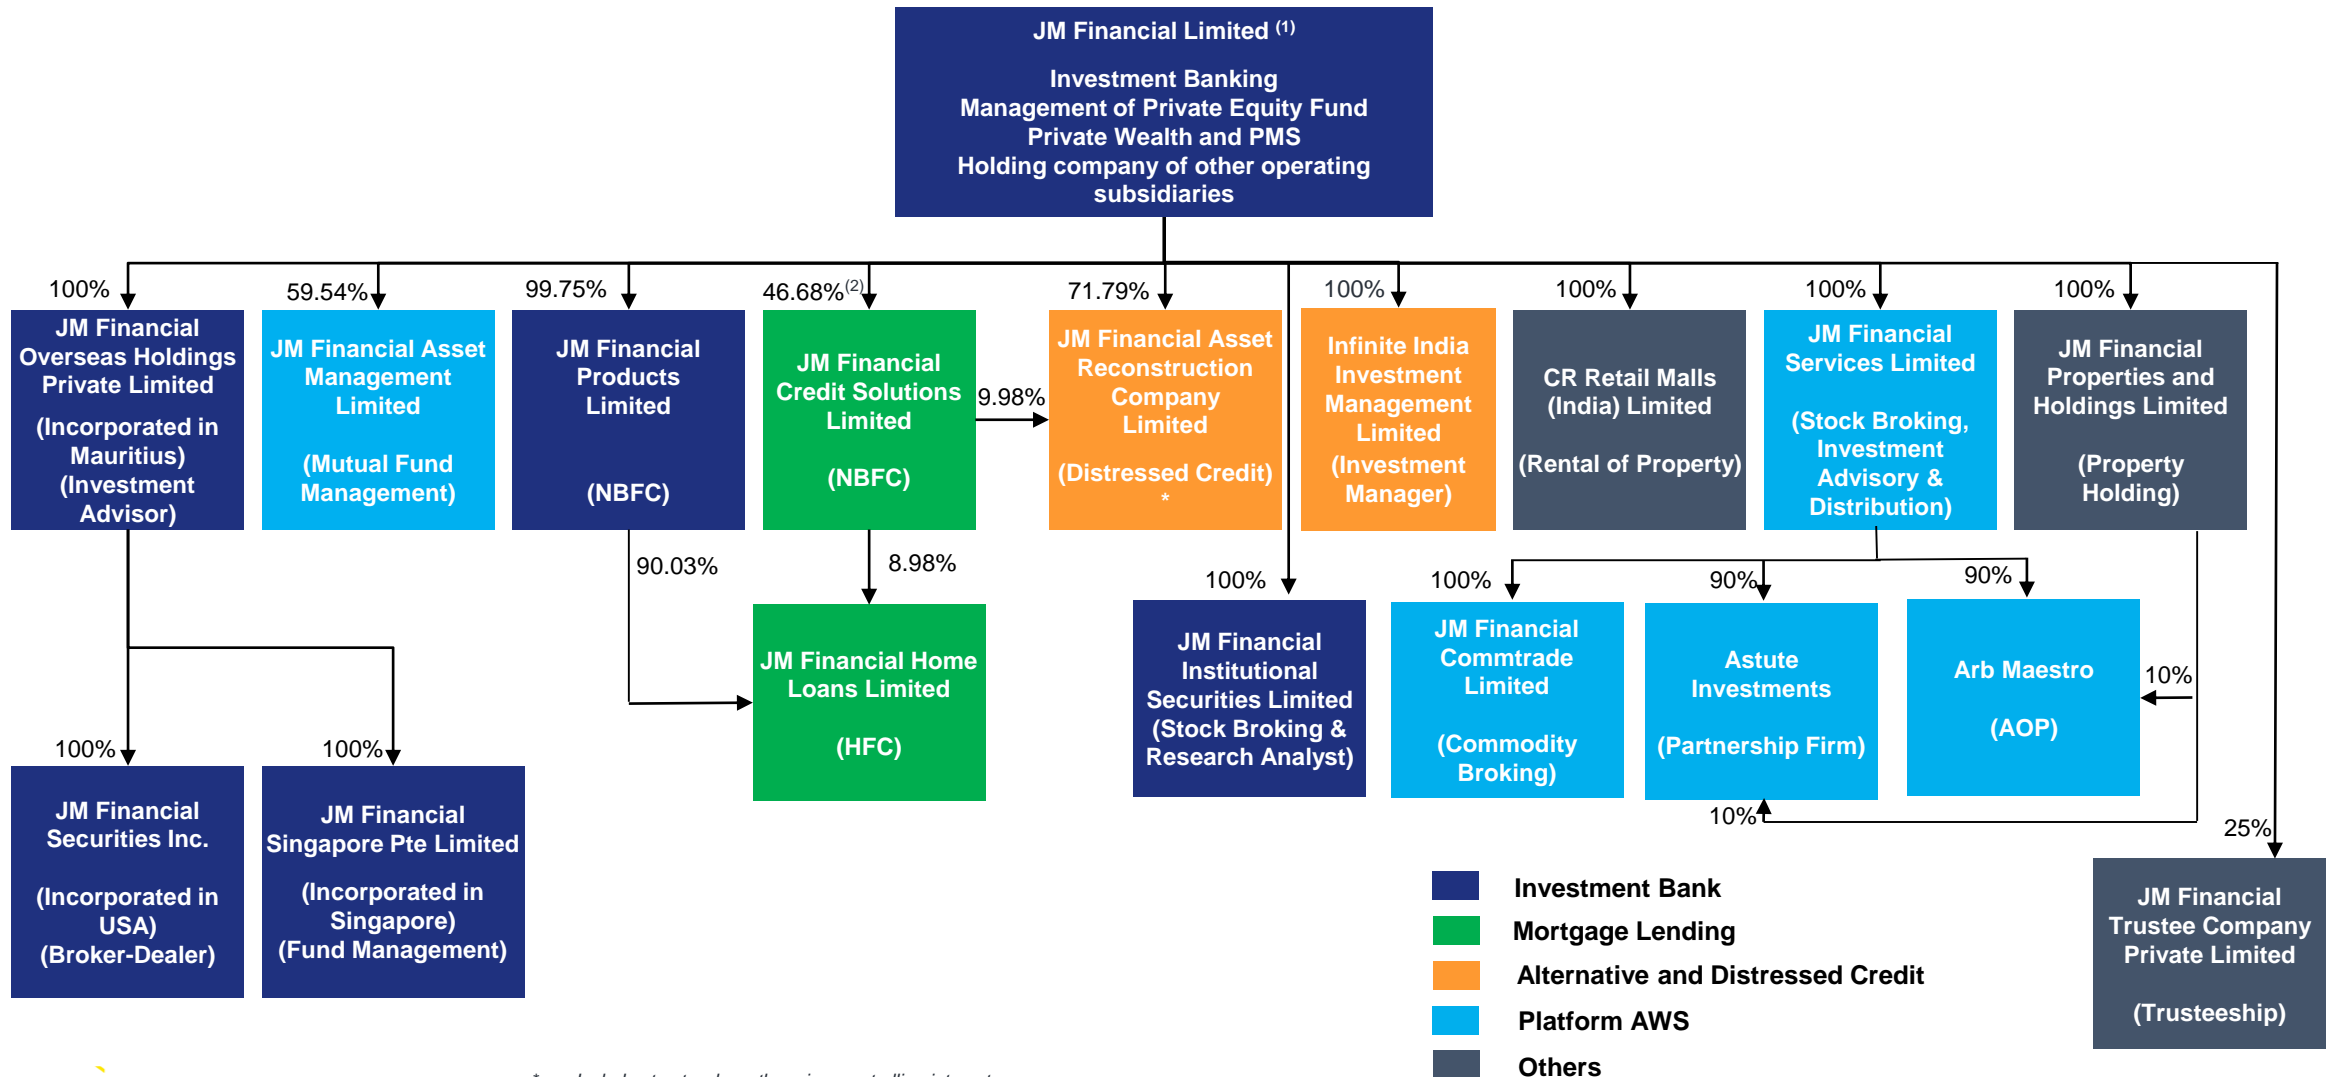 JM Financial Limited (1)
Investment Banking
Management of Private Equity Fund
Private Wealth and PMS
Holding company of other operating
subsidiaries
100%
59.54%
99.75%
46.68%(2)
71.79%
100%
100%
100%
100%
JM Financial
Overseas Holdings
Private Limited
(Incorporated in
Mauritius)
(Investment
Advisor)
JM Financial Asset
Management
Limited
(Mutual Fund
Management)
JM Financial
Products
Limited
(NBFC)
JM Financial
Credit Solutions
Limited
(NBFC)
9.98%
JM Financial Asset
Reconstruction
Company
Limited
(Distressed Credit)
*
Infinite India
Investment
Management
Limited
(Investment
Manager)
CR Retail Malls
(India) Limited
(Rental of Property)
JM Financial
Services Limited
(Stock Broking,
Investment
Advisory &
Distribution)
JM Financial
Properties and
Holdings Limited
(Property
Holding)
90.03%
8.98%
100%
100%
90%
90%
JM Financial Home
Loans Limited
(HFC)
JM Financial
Institutional
Securities Limited
(Stock Broking &
Research Analyst)
JM Financial
Commtrade
Limited
(Commodity
Broking)
Astute
Investments
(Partnership Firm)
Arb Maestro
(AOP)
10%
10%
25%
100%
100%
JM Financial
Securities Inc.
(Incorporated in
USA)
(Broker-Dealer)
JM Financial
Singapore Pte Limited
(Incorporated in
Singapore)
(Fund Management)
JM Financial
Trustee Company
Private Limited
(Trusteeship)
Investment Bank
Mortgage Lending
Alternative and Distressed Credit
Platform AWS
Others